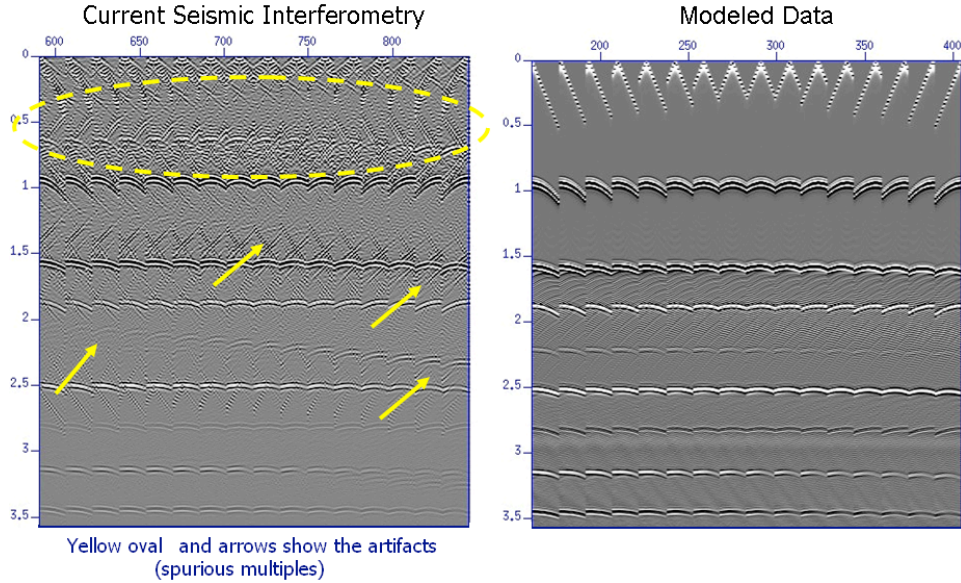 Current Seismic Interferometry
Modeled Data
600 650 700 750 800
200 250 300 350 400
0
0.5
1
1.5
2
2.5
3
3.5
0
0.5
1
1.5
2
2.5
3
3.5
Yellow oval and arrows show the artifacts
(spurious multiples)